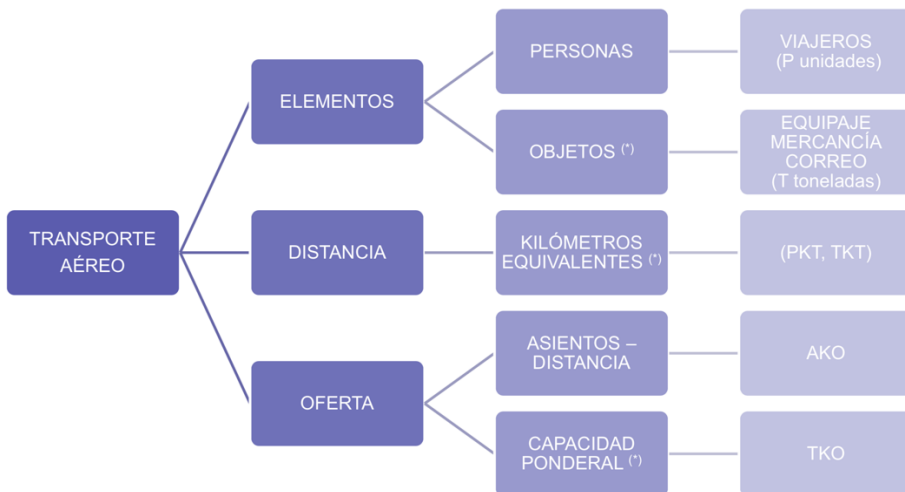 PERSONAS
VIAJEROS
(P unidades)
ELEMENTOS
OBJETOS (*)
EQUIPAJE
MERCANCÍA
CORREO
(T toneladas)
TRANSPORTE
AÉREO
DISTANCIA
KILÓMETROS
EQUIVALENTES (*)
(PKT, TKT)
ASIENTOS –
DISTANCIA
AKO
OFERTA
CAPACIDAD
PONDERAL (*)
TKO